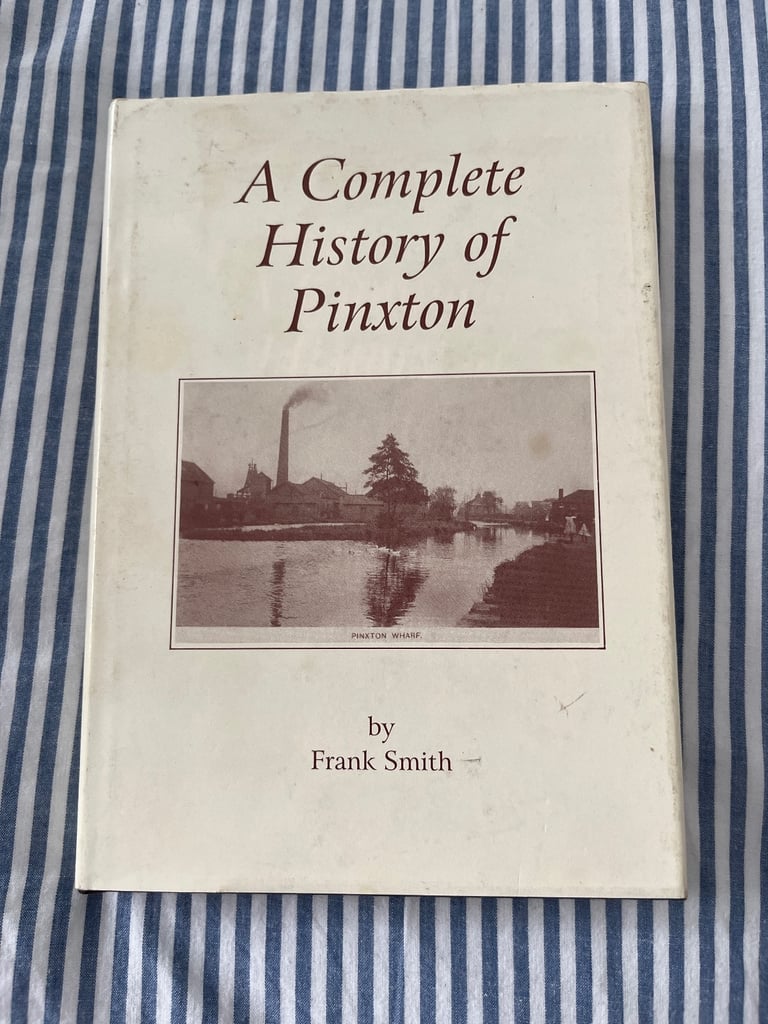 A Complete
History of
Pinxton
PINXTON WHARF.
by
Frank Smith